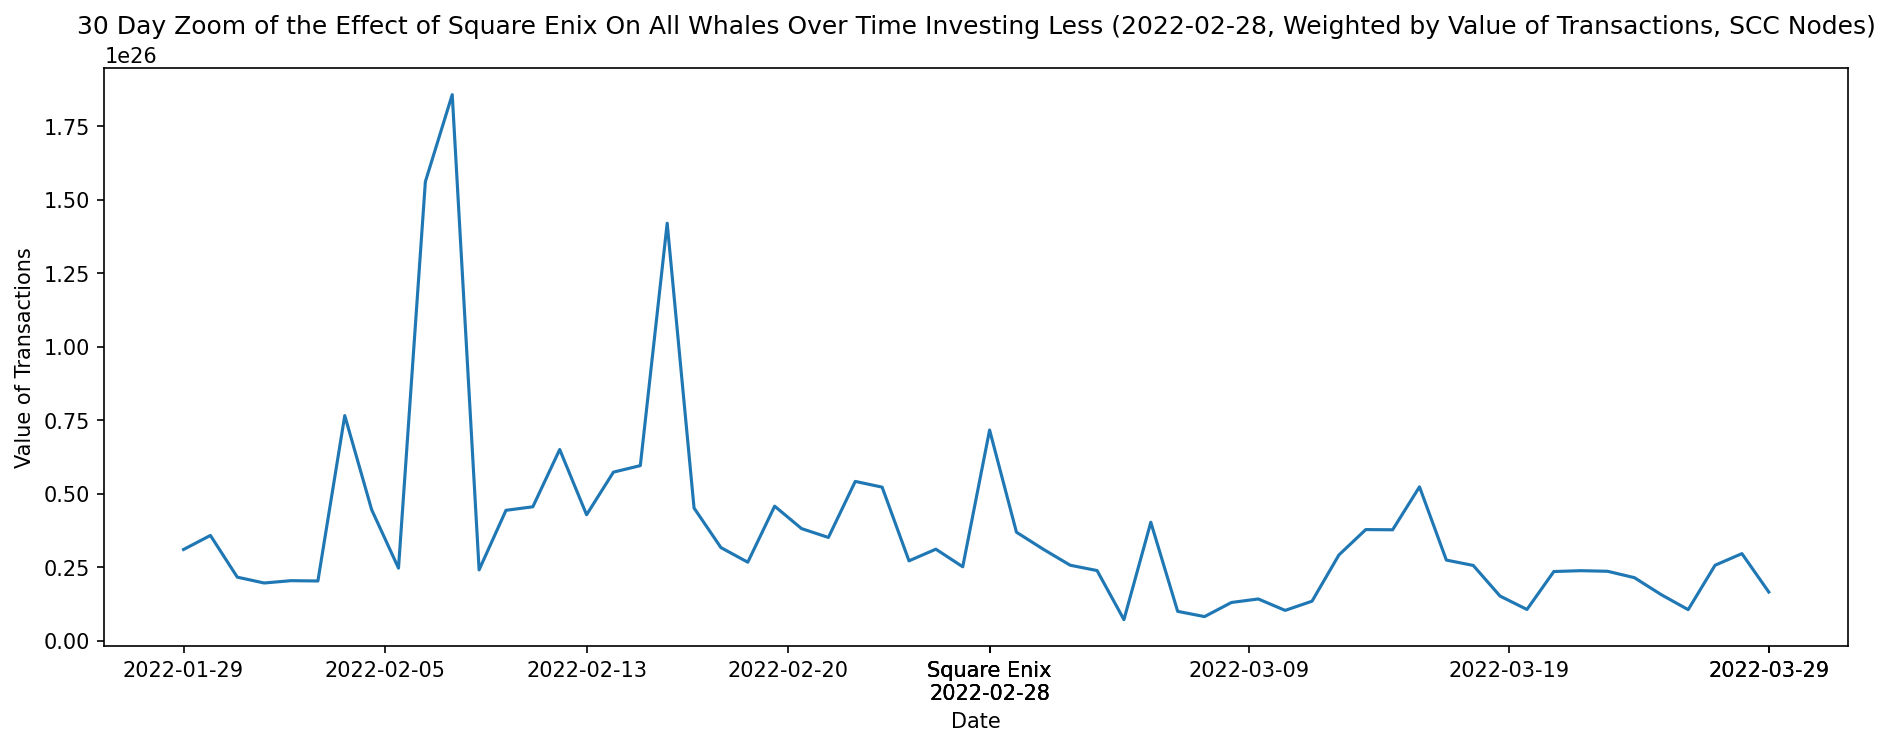 30 Day Zoom of the Effect of Square Enix On All Whales Over Time Investing Less (2022-02-28, Weighted by Value of Transactions, SCC Nodes)
1e26
1.75
1.50
1.25
1.00
0.75
0.50
0.25
0.00
Value of Transactions
2022-01-29 2022-02-05 2022-02-13 2022-02-20 Square Enix 2022-03-09 2022-03-19 2022-03-29
2022-02-28
Date